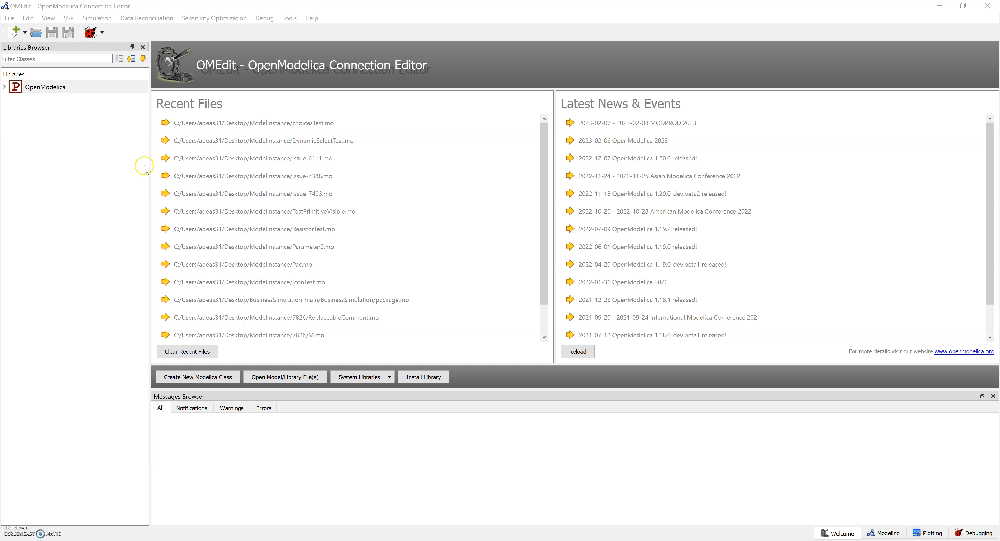 OMEdit - OpenModelica Connection Editor
File Edit View SSP Simulation Data Reconciliation Sensitivity Optimization Debug Tools Help
Libraries Browser
Filter Classes
Libraries
P OpenModelica
OMEdit - OpenModelica Connection Editor
Recent Files
C:/Users/adeas31/Desktop/ModelInstance/choicesTest.mo
C:/Users/adeas31/Desktop/ModelInstance/DynamicSelectTest.mo
C:/Users/adeas31/Desktop/ModelInstance/issue-6111.mo
C:/Users/adeas31/Desktop/ModelInstance/issue-7388.mo
C:/Users/adeas31/Desktop/ModelInstance/Issue-7493.mo
C:/Users/adeas31/Desktop/ModelInstance/TestPrimitiveVisible.mo
C:/Users/adeas31/Desktop/ModelInstance/ResistorTest.mo
C:/Users/adeas31/Desktop/ModelInstance/Parameter0.mo
C:/Users/adeas31/Desktop/ModelInstance/Pac.mo
C:/Users/adeas31/Desktop/ModelInstance/IconTest.mo
C:/Users/adeas31/Desktop/BusinessSimulation-main/BusinessSimulation/package.mo
C:/Users/adeas31/Desktop/ModelInstance/7826/ReplaceableComment.mo
C:/Users/adeas31/Desktop/ModelInstance/7826/M.mo
Clear Recent Files
Latest News & Events
2023-02-07 - 2023-02-08 MODPROD 2023
2023-02-06 OpenModelica 2023
2022-12-07 OpenModelica 1.20.0 released!
2022-11-24 - 2022-11-25 Asian Modelica Conference 2022
2022-11-18 OpenModelica 1.20.0-dev.beta2 released!
2022-10-26 - 2022-10-28 American Modelica Conference 2022
2022-07-09 OpenModelica 1.19.2 released!
2022-06-01 OpenModelica 1.19.0 released!
2022-04-20 OpenModelica 1.19.0-dev.beta1 released!
2022-01-31 OpenModelica 2022
2021-12-23 OpenModelica 1.18.1 released!
2021-09-20 - 2021-09-24 International Modelica Conference 2021
2021-07-12 OpenModelica 1.18.0-dev.beta1 released!
Reload
For more details visit our website www.openmodelica.org
Create New Modelica Class Open Model/Library File(s) System Libraries Install Library
Messages Browser
All Notifications Warnings Errors
RECORDED WITH
SCREENCAST MATIC
Welcome Modeling Plotting Debugging